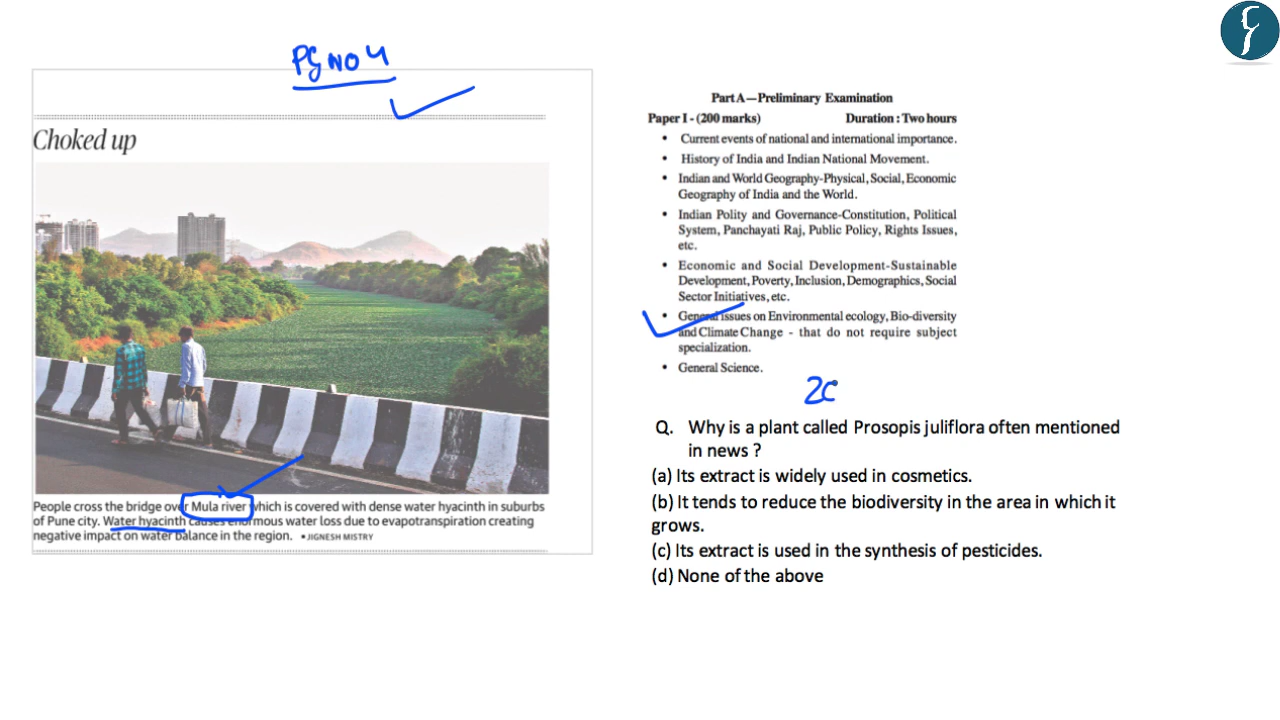 PG NO 4
Choked up
People cross the bridge over Mula river which is covered with dense water hyacinth in suburbs
of Pune city. Water hyacinth causes enormous water loss due to evapotranspiration creating
negative impact on water balance in the region. • JIGNESH MISTRY
Part A—Preliminary Examination
Paper I - (200 marks) Duration : Two hours
• Current events of national and international importance.
• History of India and Indian National Movement.
• Indian and World Geography-Physical, Social, Economic
Geography of India and the World.
• Indian Polity and Governance-Constitution, Political
System, Panchayati Raj, Public Policy, Rights Issues,
etc.
• Economic and Social Development-Sustainable
Development, Poverty, Inclusion, Demographics, Social
Sector Initiatives, etc.
• General issues on Environmental ecology, Bio-diversity
and Climate Change - that do not require subject
specialization.
• General Science.
Q. Why is a plant called Prosopis juliflora often mentioned
in news ?
(a) Its extract is widely used in cosmetics.
(b) It tends to reduce the biodiversity in the area in which it
grows.
(c) Its extract is used in the synthesis of pesticides.
(d) None of the above